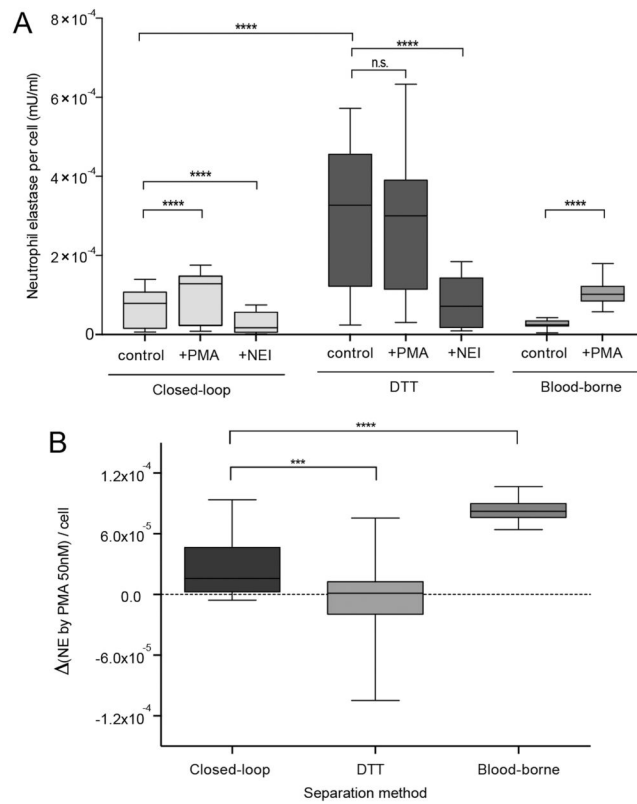 A
8×10⁻⁴
6×10⁻⁴
4×10⁻⁴
2×10⁻⁴
0
Neutrophil elastase per cell (mU/ml)
****
****
n.s.
****
****
****
control +PMA +NEI control +PMA +NEI control +PMA
Closed-loop DTT Blood-borne
B
****
***
1.2x10⁻⁴
6.0x10⁻⁵
0.0
-6.0x10⁻⁵
-1.2x10⁻⁴
Δ(NE by PMA 50nM) / cell
Closed-loop DTT Blood-borne
Separation method